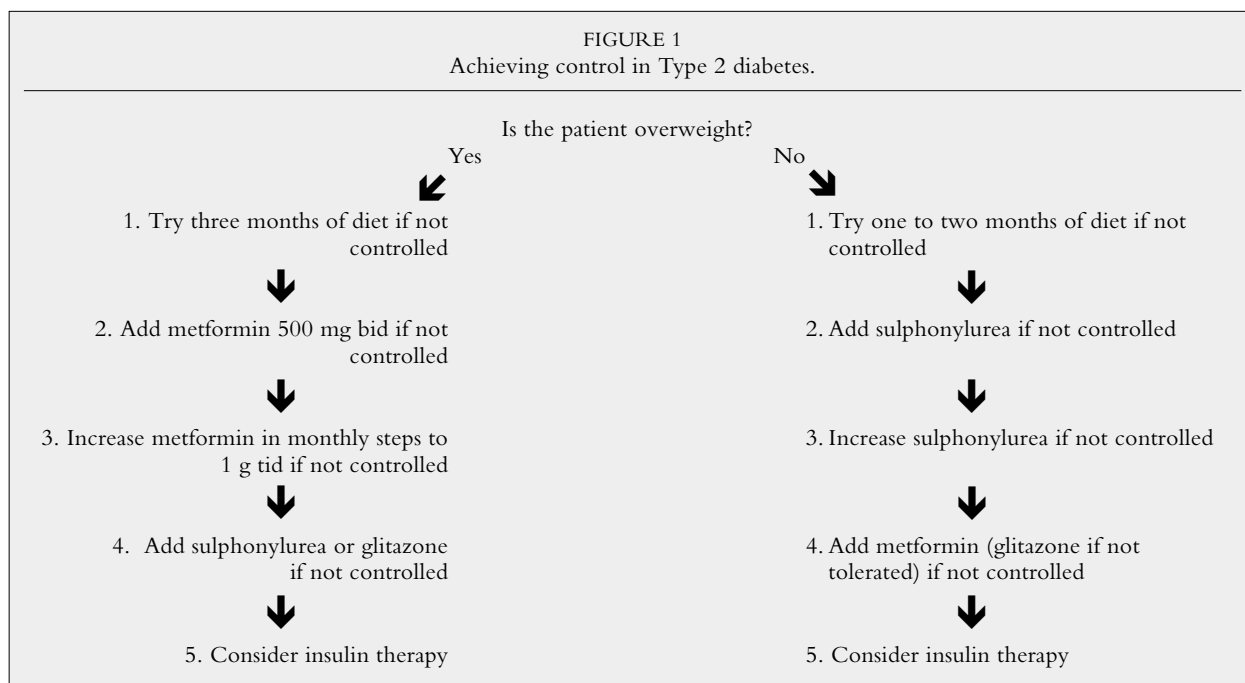 FIGURE 1
Achieving control in Type 2 diabetes.
Is the patient overweight?
Yes
No
1. Try three months of diet if not
controlled
2. Add metformin 500 mg bid if not
controlled
3. Increase metformin in monthly steps to
1 g tid if not controlled
4. Add sulphonylurea or glitazone
if not controlled
5. Consider insulin therapy
1. Try one to two months of diet if not
controlled
2. Add sulphonylurea if not controlled
3. Increase sulphonylurea if not controlled
4. Add metformin (glitazone if not
tolerated) if not controlled
5. Consider insulin therapy